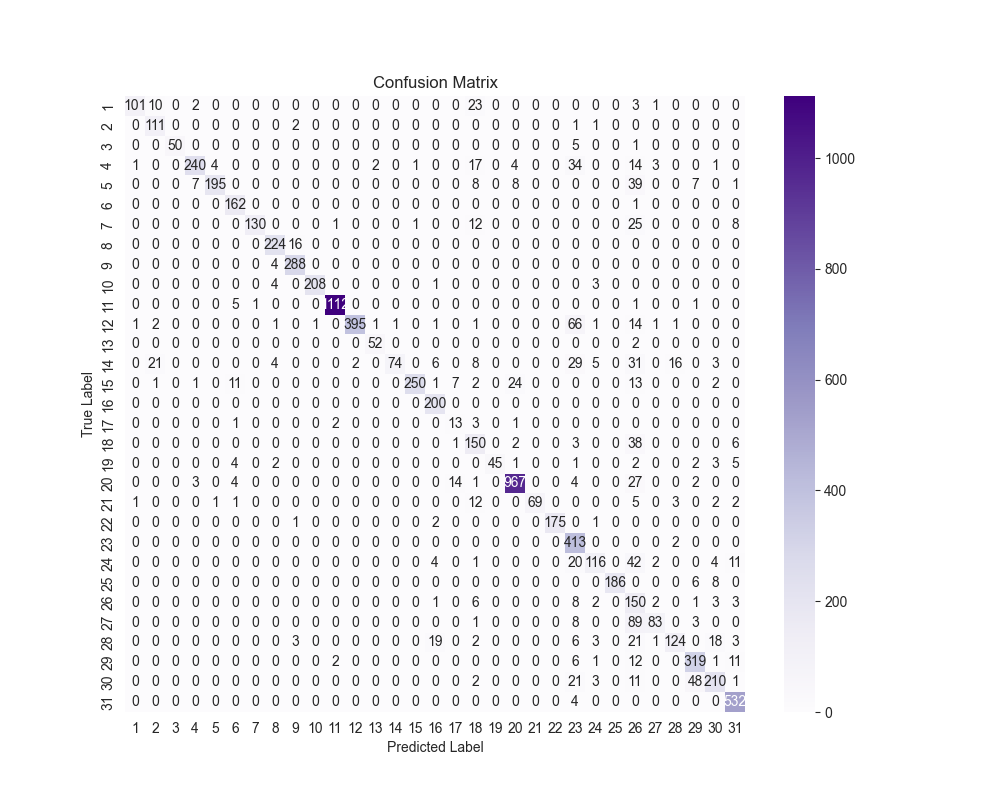 Confusion Matrix
1 101 10 0 2 0 0 0 0 0 0 0 0 0 0 0 0 0 23 0 0 0 0 0 0 0 3 1 0 0 0 0
2 0 111 0 0 0 0 0 0 2 0 0 0 0 0 0 0 0 0 0 0 0 0 1 1 0 0 0 0 0 0 0
3 0 0 50 0 0 0 0 0 0 0 0 0 0 0 0 0 0 0 0 0 0 0 5 0 0 1 0 0 0 0 0
4 1 0 0 240 4 0 0 0 0 0 0 0 2 0 1 0 0 17 0 4 0 0 34 0 0 14 3 0 0 1 0
5 0 0 0 7 195 0 0 0 0 0 0 0 0 0 0 0 0 8 0 8 0 0 0 0 0 39 0 0 7 0 1
6 0 0 0 0 0 162 0 0 0 0 0 0 0 0 0 0 0 0 0 0 0 0 0 0 0 1 0 0 0 0 0
7 0 0 0 0 0 0 130 0 0 0 1 0 0 0 1 0 0 12 0 0 0 0 0 0 0 25 0 0 0 0 8
8 0 0 0 0 0 0 0 224 16 0 0 0 0 0 0 0 0 0 0 0 0 0 0 0 0 0 0 0 0 0 0
9 0 0 0 0 0 0 0 4 288 0 0 0 0 0 0 0 0 0 0 0 0 0 0 0 0 0 0 0 0 0 0
10 0 0 0 0 0 0 0 4 0 208 0 0 0 0 0 1 0 0 0 0 0 0 0 3 0 0 0 0 0 0 0
11 0 0 0 0 0 5 1 0 0 0 1112 0 0 0 0 0 0 0 0 0 0 0 0 0 0 1 0 0 1 0 0
12 1 2 0 0 0 0 0 1 0 1 0 395 1 1 0 1 0 1 0 0 0 0 66 1 0 14 1 1 0 0 0
13 0 0 0 0 0 0 0 0 0 0 0 0 52 0 0 0 0 0 0 0 0 0 0 0 0 2 0 0 0 0 0
14 0 21 0 0 0 0 0 4 0 0 0 2 0 74 0 6 0 8 0 0 0 0 29 5 0 31 0 16 0 3 0
15 0 1 0 1 0 11 0 0 0 0 0 0 0 0 250 1 7 2 0 24 0 0 0 0 0 13 0 0 0 2 0
16 0 0 0 0 0 0 0 0 0 0 0 0 0 0 0 200 0 0 0 0 0 0 0 0 0 0 0 0 0 0 0
17 0 0 0 0 0 1 0 0 0 0 2 0 0 0 0 0 13 3 0 1 0 0 0 0 0 0 0 0 0 0 0
18 0 0 0 0 0 0 0 0 0 0 0 0 0 0 0 0 1 150 0 2 0 0 3 0 0 38 0 0 0 0 6
19 0 0 0 0 0 4 0 2 0 0 0 0 0 0 0 0 0 0 45 1 0 0 1 0 0 2 0 0 2 3 5
20 0 0 0 3 0 4 0 0 0 0 0 0 0 0 0 0 14 1 0 967 0 0 4 0 0 27 0 0 2 0 0
21 1 0 0 0 1 1 0 0 0 0 0 0 0 0 0 0 0 12 0 0 69 0 0 0 0 5 0 3 0 2 2
22 0 0 0 0 0 0 0 0 1 0 0 0 0 0 0 2 0 0 0 0 0 175 0 1 0 0 0 0 0 0 0
23 0 0 0 0 0 0 0 0 0 0 0 0 0 0 0 0 0 0 0 0 0 0 413 0 0 0 0 2 0 0 0
24 0 0 0 0 0 0 0 0 0 0 0 0 0 0 0 4 0 1 0 0 0 0 20 116 0 42 2 0 0 4 11
25 0 0 0 0 0 0 0 0 0 0 0 0 0 0 0 0 0 0 0 0 0 0 0 0 186 0 0 0 6 8 0
26 0 0 0 0 0 0 0 0 0 0 0 0 0 0 0 1 0 6 0 0 0 0 8 2 0 150 2 0 1 3 3
27 0 0 0 0 0 0 0 0 0 0 0 0 0 0 0 0 0 1 0 0 0 0 8 0 0 89 83 0 3 0 0
28 0 0 0 0 0 0 0 0 3 0 0 0 0 0 0 19 0 2 0 0 0 0 6 3 0 21 1 124 0 18 3
29 0 0 0 0 0 0 0 0 0 0 2 0 0 0 0 0 0 0 0 0 0 0 6 1 0 12 0 0 319 1 11
30 0 0 0 0 0 0 0 0 0 0 0 0 0 0 0 0 0 2 0 0 0 0 21 3 0 11 0 0 48 210 1
31 0 0 0 0 0 0 0 0 0 0 0 0 0 0 0 0 0 0 0 0 0 0 4 0 0 0 0 0 0 0 532
1 2 3 4 5 6 7 8 9 10 11 12 13 14 15 16 17 18 19 20 21 22 23 24 25 26 27 28 29 30 31
Predicted Label
True Label
1000
800
600
400
200
0